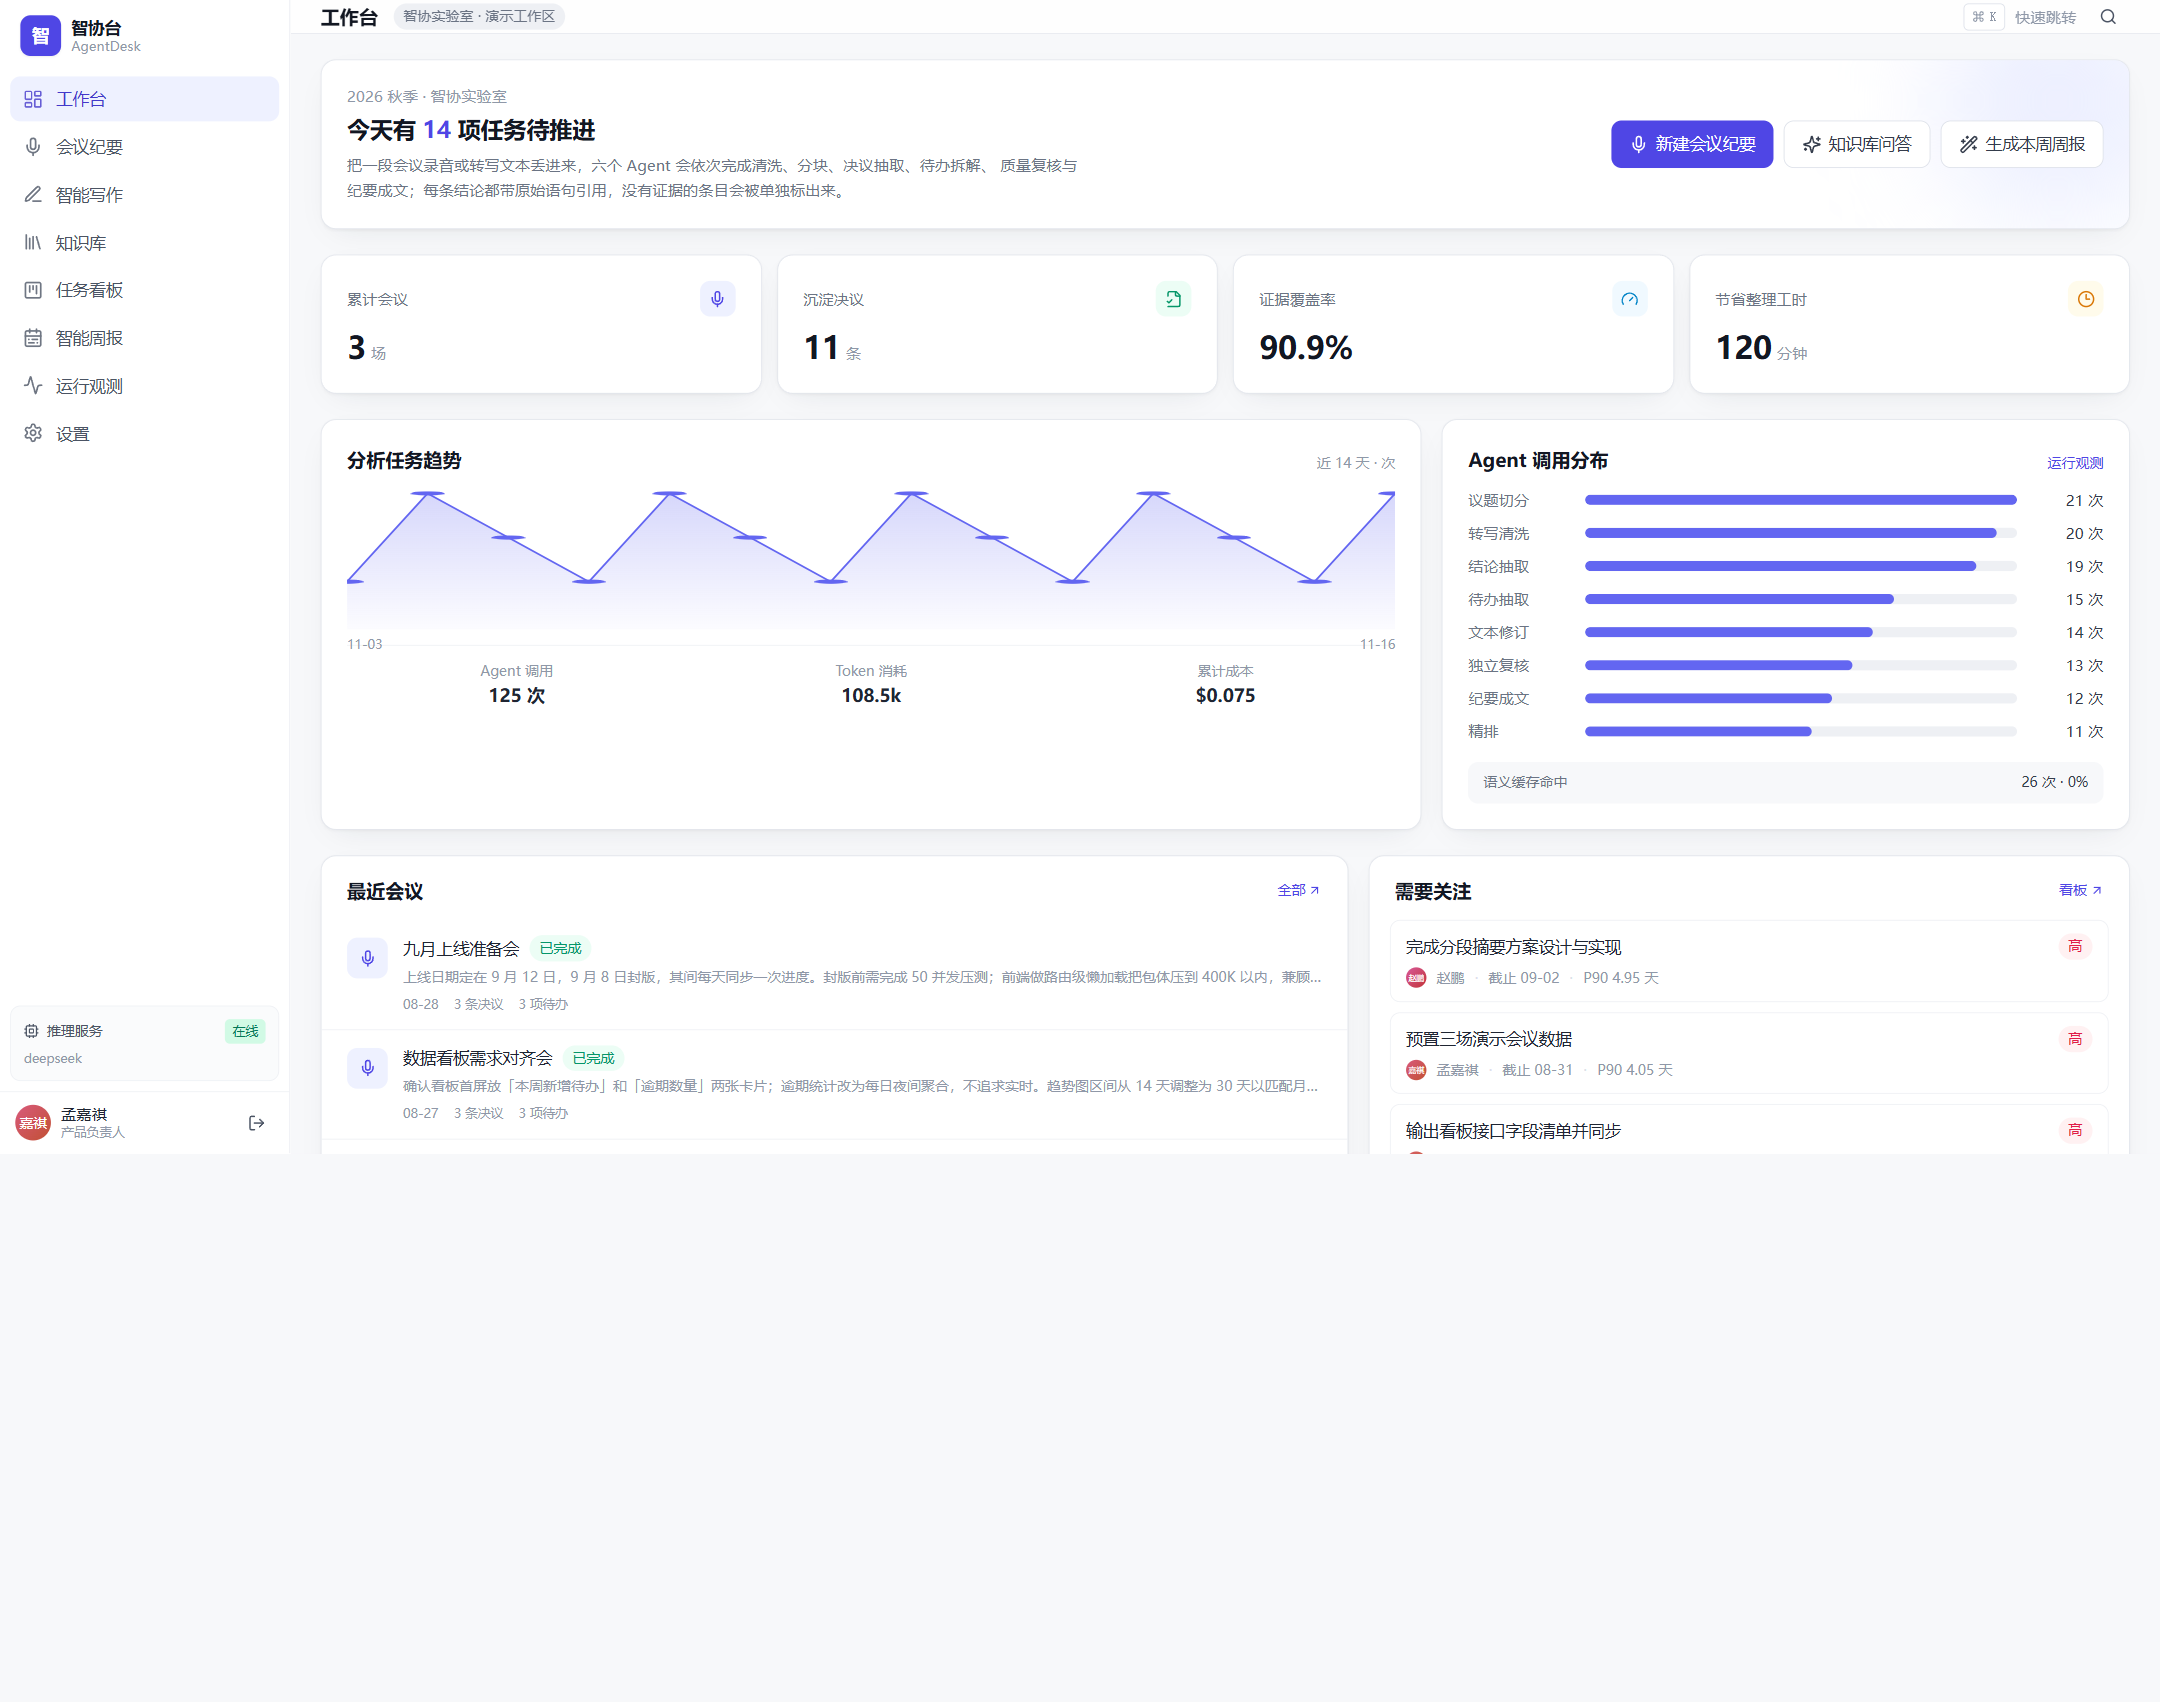 智
智协台
AgentDesk
工作台
会议纪要
智能写作
知识库
任务看板
智能周报
运行观测
设置
推理服务
在线
deepseek
嘉祺
孟嘉祺
产品负责人
工作台
智协实验室 · 演示工作区
⌘ K
快速跳转
2026 秋季 · 智协实验室
今天有 14 项任务待推进
把一段会议录音或转写文本丢进来，六个 Agent 会依次完成清洗、分块、决议抽取、待办拆解、 质量复核与
纪要成文；每条结论都带原始语句引用，没有证据的条目会被单独标出来。
新建会议纪要
知识库问答
生成本周周报
累计会议
3 场
沉淀决议
11 条
证据覆盖率
90.9%
节省整理工时
120 分钟
分析任务趋势
近 14 天 · 次
11-03
11-16
Agent 调用
125 次
Token 消耗
108.5k
累计成本
$0.075
Agent 调用分布
运行观测
议题切分 21 次
转写清洗 20 次
结论抽取 19 次
待办抽取 15 次
文本修订 14 次
独立复核 13 次
纪要成文 12 次
精排 11 次
语义缓存命中
26 次 · 0%
最近会议
全部
九月上线准备会
已完成
上线日期定在 9 月 12 日，9 月 8 日封版，其间每天同步一次进度。封版前需完成 50 并发压测；前端做路由级懒加载把包体压到 400K 以内，兼顾...
08-28 3 条决议 3 项待办
数据看板需求对齐会
已完成
确认看板首屏放「本周新增待办」和「逾期数量」两张卡片；逾期统计改为每日夜间聚合，不追求实时。趋势图区间从 14 天调整为 30 天以匹配月...
08-27 3 条决议 3 项待办
需要关注
看板
完成分段摘要方案设计与实现
高
赵鹏
赵鹏 · 截止 09-02 · P90 4.95 天
预置三场演示会议数据
高
嘉祺
孟嘉祺 · 截止 08-31 · P90 4.05 天
输出看板接口字段清单并同步
高